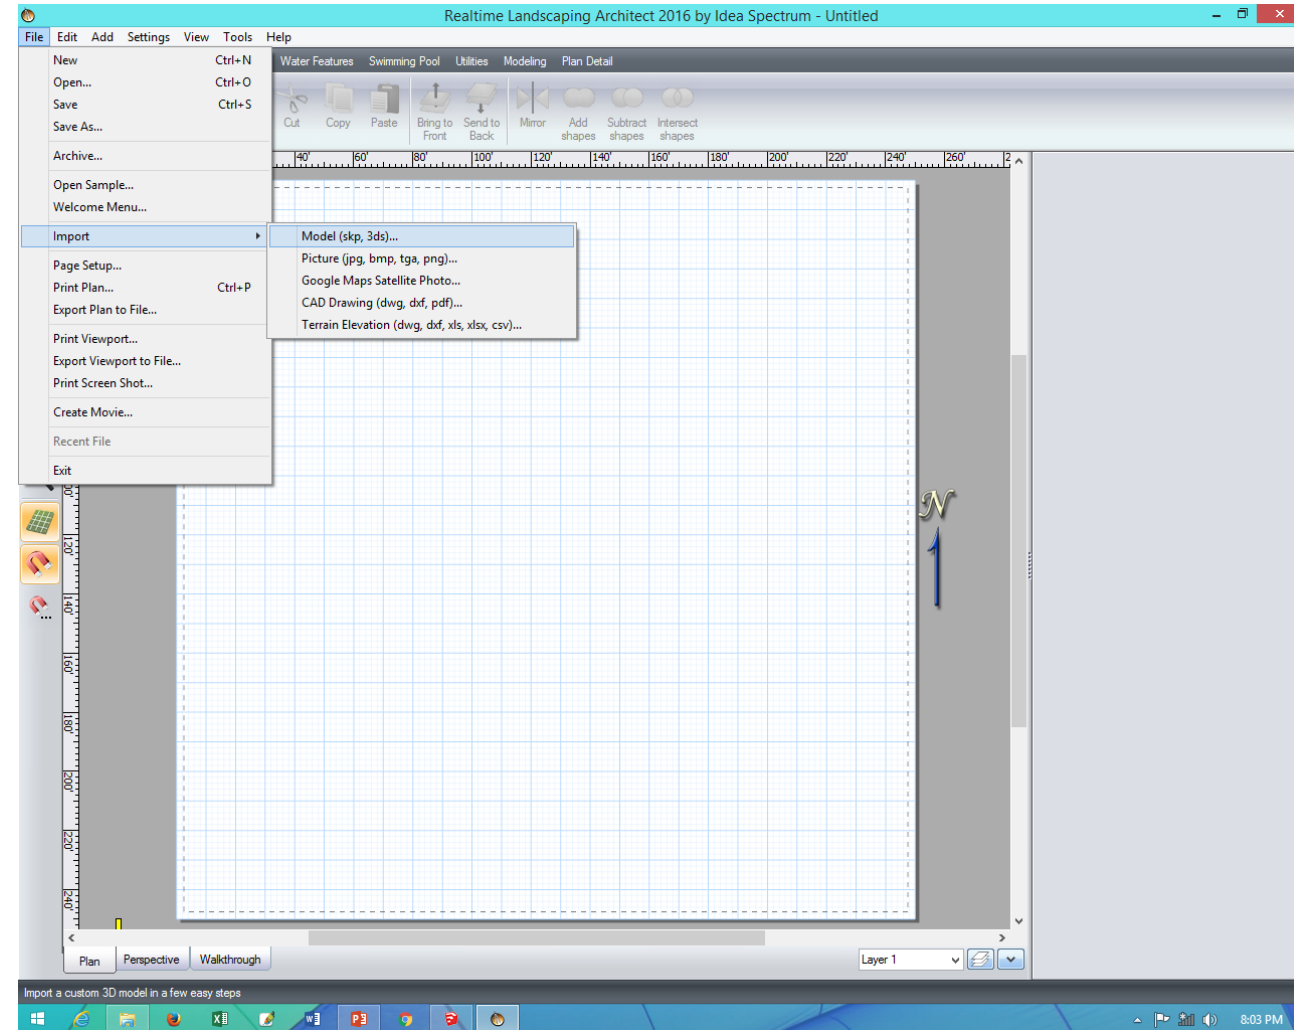 Realtime Landscaping Architect 2016 by Idea Spectrum - Untitled
File Edit Add Settings View Tools Help
New Ctrl+N
Open... Ctrl+O
Save Ctrl+S
Save As...
Archive...
Open Sample...
Welcome Menu...
Import
Page Setup...
Print Plan... Ctrl+P
Export Plan to File...
Print Viewport...
Export Viewport to File...
Print Screen Shot...
Create Movie...
Recent File
Exit
Model (skp, 3ds)...
Picture (jpg, bmp, tga, png)...
Google Maps Satellite Photo...
CAD Drawing (dwg, dxf, pdf)...
Terrain Elevation (dwg, dxf, xls, xlsx, csv)...
Water Features Swimming Pool Utilities Modeling Plan Detail
Cut Copy Paste Bring to Front Send to Back Mirror Add shapes Subtract shapes Intersect shapes
40' 60' 80' 100' 120' 140' 160' 180' 200' 220' 240' 260' 2
120'
140'
160'
180'
200'
220'
240'
N
Plan Perspective Walkthrough Layer 1
Import a custom 3D model in a few easy steps
8:03 PM